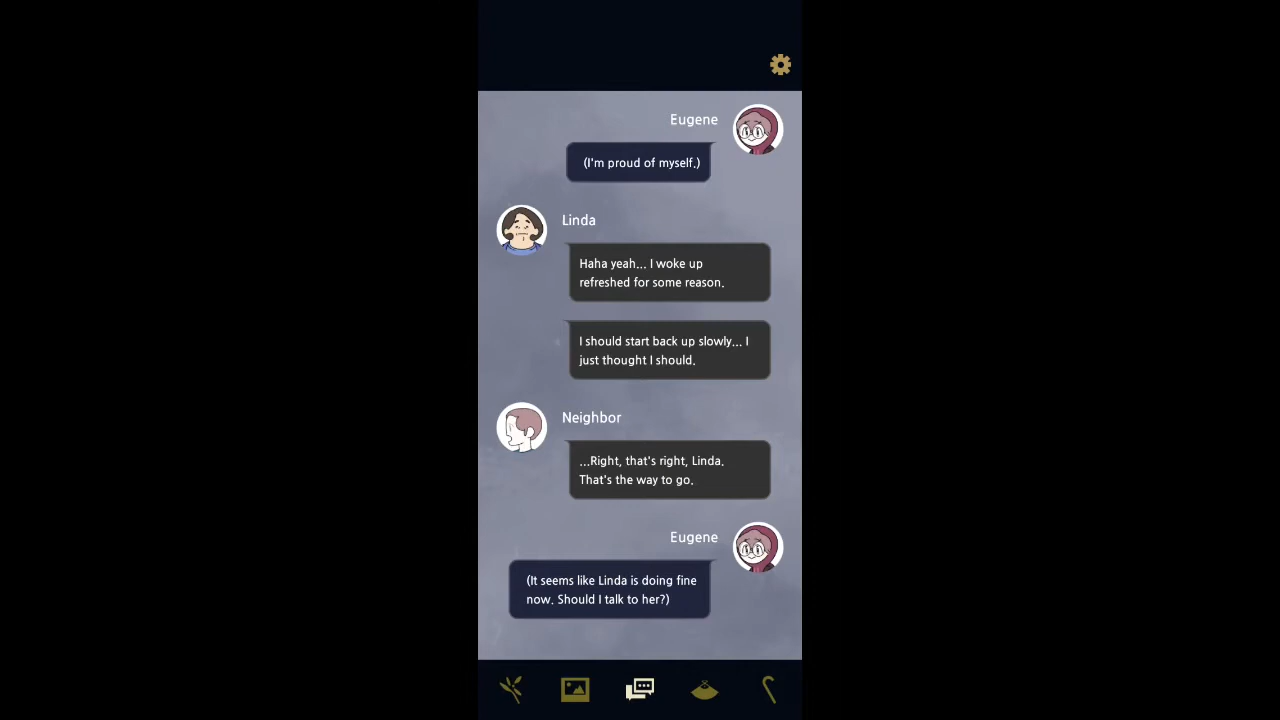 Eugene
(I'm proud of myself.)
Linda
Haha yeah... I woke up
refreshed for some reason.
I should start back up slowly... I
just thought I should.
Neighbor
...Right, that's right, Linda.
That's the way to go.
Eugene
(It seems like Linda is doing fine
now. Should I talk to her?)